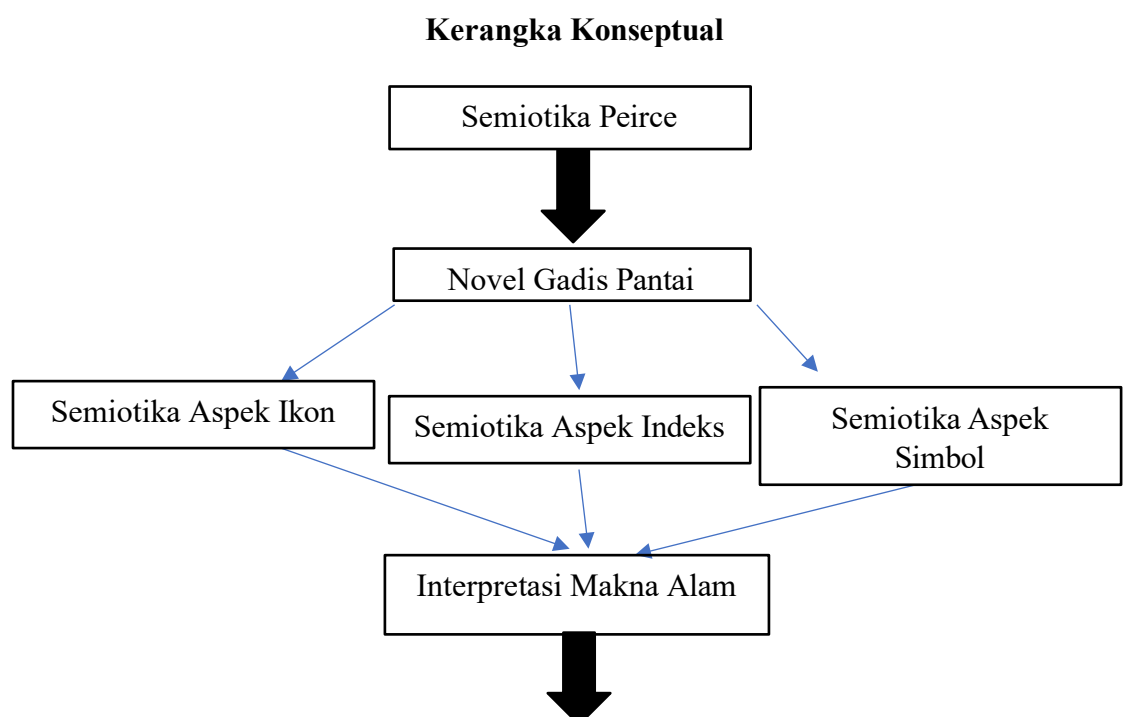 Kerangka Konseptual
Semiotika Peirce
Novel Gadis Pantai
Semiotika Aspek Ikon
Semiotika Aspek Indeks
Semiotika Aspek
Simbol
Interpretasi Makna Alam